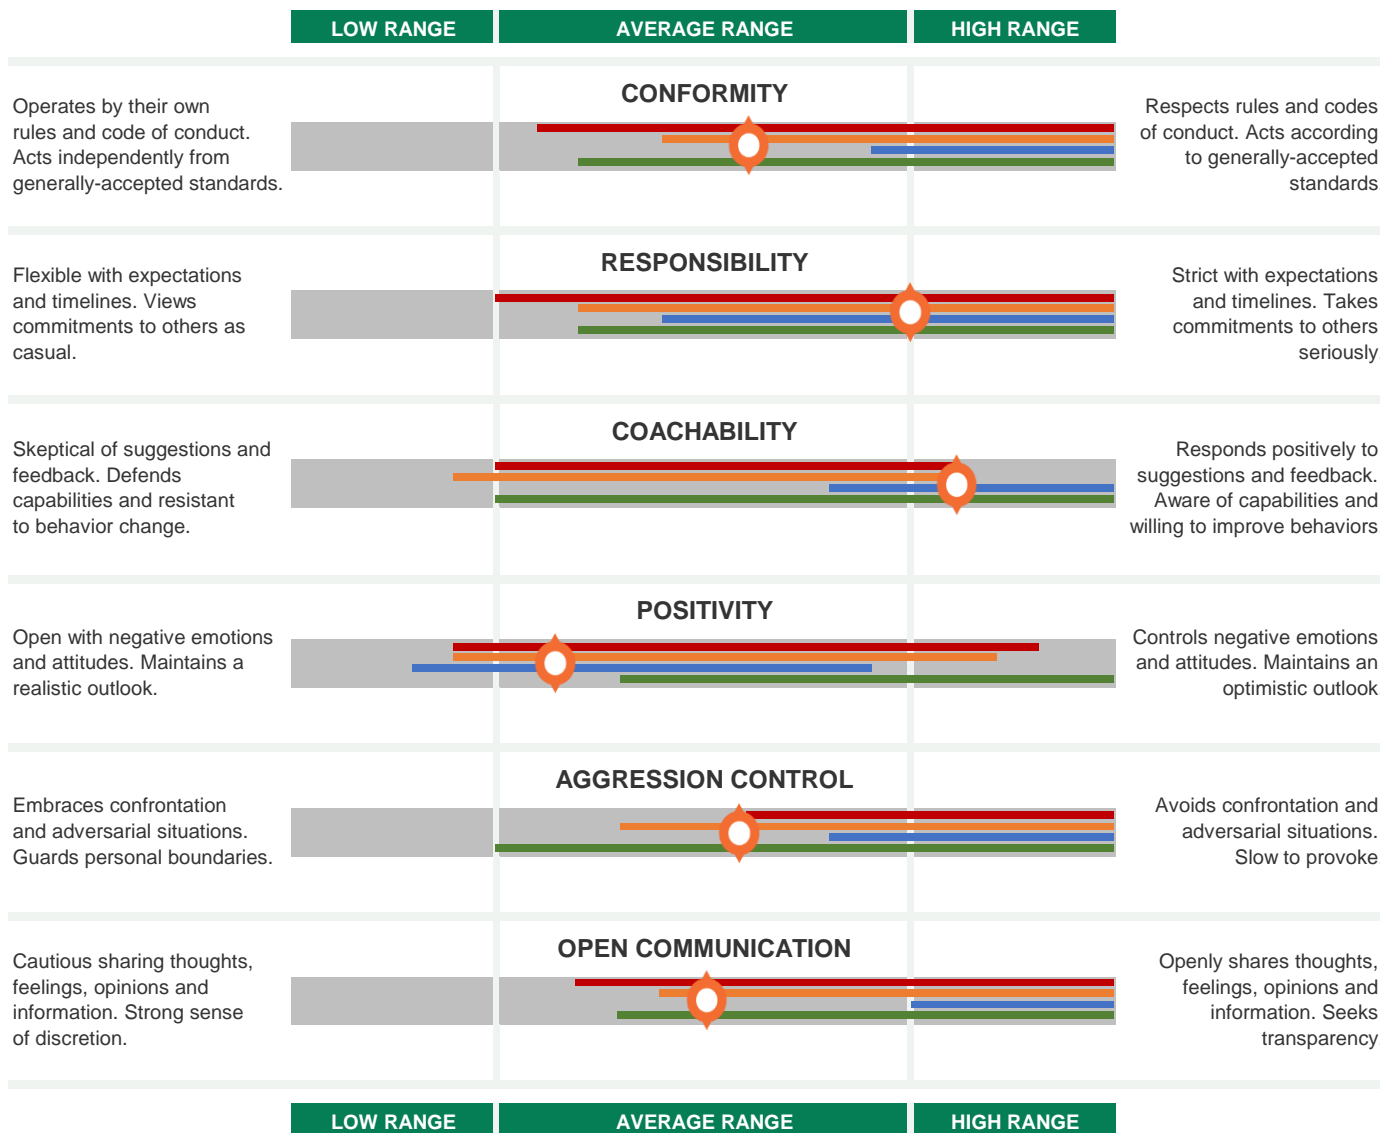 LOW RANGE
AVERAGE RANGE
HIGH RANGE
CONFORMITY
Operates by their own
rules and code of conduct.
Acts independently from
generally-accepted standards.
Respects rules and codes
of conduct. Acts according
to generally-accepted
standards
RESPONSIBILITY
Flexible with expectations
and timelines. Views
commitments to others as
casual.
Strict with expectations
and timelines. Takes
commitments to others
seriously
COACHABILITY
Skeptical of suggestions and
feedback. Defends
capabilities and resistant
to behavior change.
Responds positively to
suggestions and feedback.
Aware of capabilities and
willing to improve behaviors
POSITIVITY
Open with negative emotions
and attitudes. Maintains a
realistic outlook.
Controls negative emotions
and attitudes. Maintains an
optimistic outlook
AGGRESSION CONTROL
Embraces confrontation
and adversarial situations.
Guards personal boundaries.
Avoids confrontation and
adversarial situations.
Slow to provoke
OPEN COMMUNICATION
Cautious sharing thoughts,
feelings, opinions and
information. Strong sense
of discretion.
Openly shares thoughts,
feelings, opinions and
information. Seeks
transparency
LOW RANGE
AVERAGE RANGE
HIGH RANGE